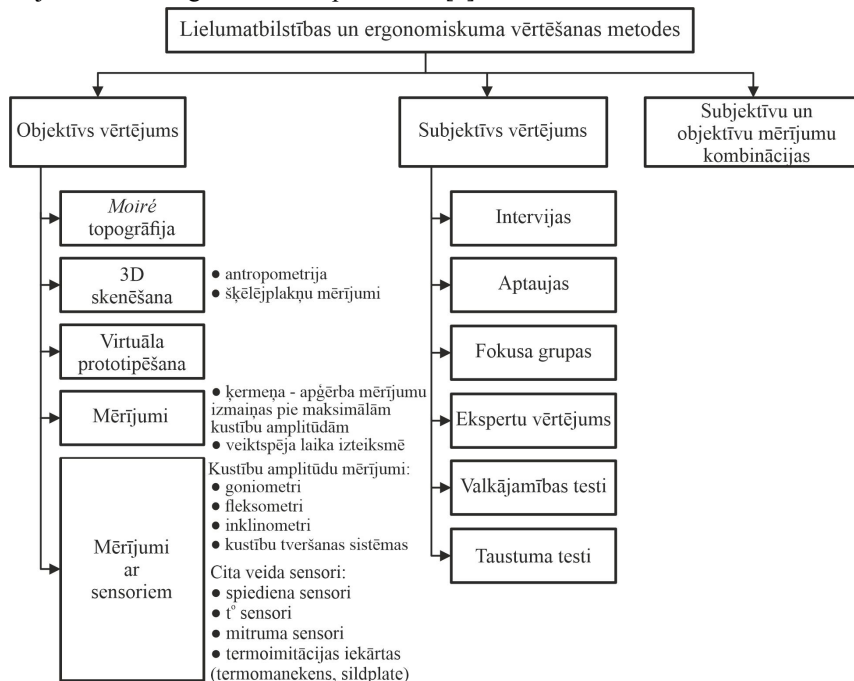 Lielumatbilstības un ergonomiskuma vērtēšanas metodes
Objektīvs vērtējums
Subjektīvs vērtējums
Subjektīvu un
objektīvu mērījumu
kombinācijas
Moiré
topogrāfija
3D
skenēšana
● antropometrija
● šķēlējplakņu mērījumi
Virtuāla
prototipēšana
Mērījumi
● ķermeņa - apģērba mērījumu
izmaiņas pie maksimālām
kustību amplitūdām
● veiktspēja laika izteiksmē
Mērījumi
ar
sensoriem
Kustību amplitūdu mērījumi:
● goniometri
● fleksometri
● inklinometri
● kustību tveršanas sistēmas
Cita veida sensori:
● spiediena sensori
● t° sensori
● mitruma sensori
● termoimitācijas iekārtas
(termomanekens, sildplate)
Intervijas
Aptaujas
Fokusa grupas
Ekspertu vērtējums
Valkājamības testi
Taustuma testi